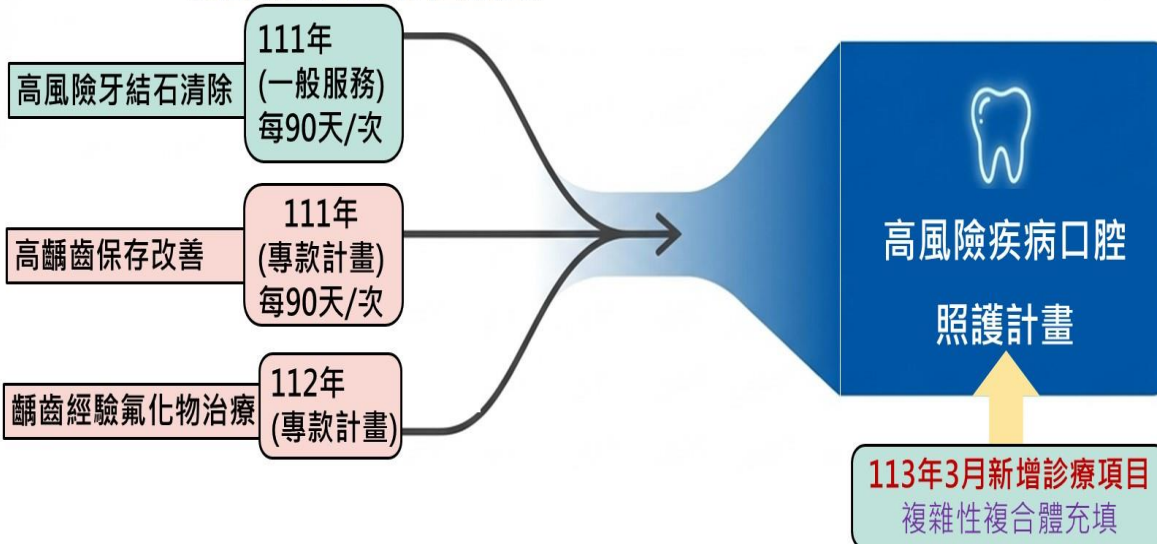 高風險牙結石清除
111年
(一般服務)
每90天/次
高齲齒保存改善
111年
(專款計畫)
每90天/次
齲齒經驗氟化物治療
112年
(專款計畫)
高風險疾病口腔
照護計畫
113年3月新增診療項目
複雜性複合體充填